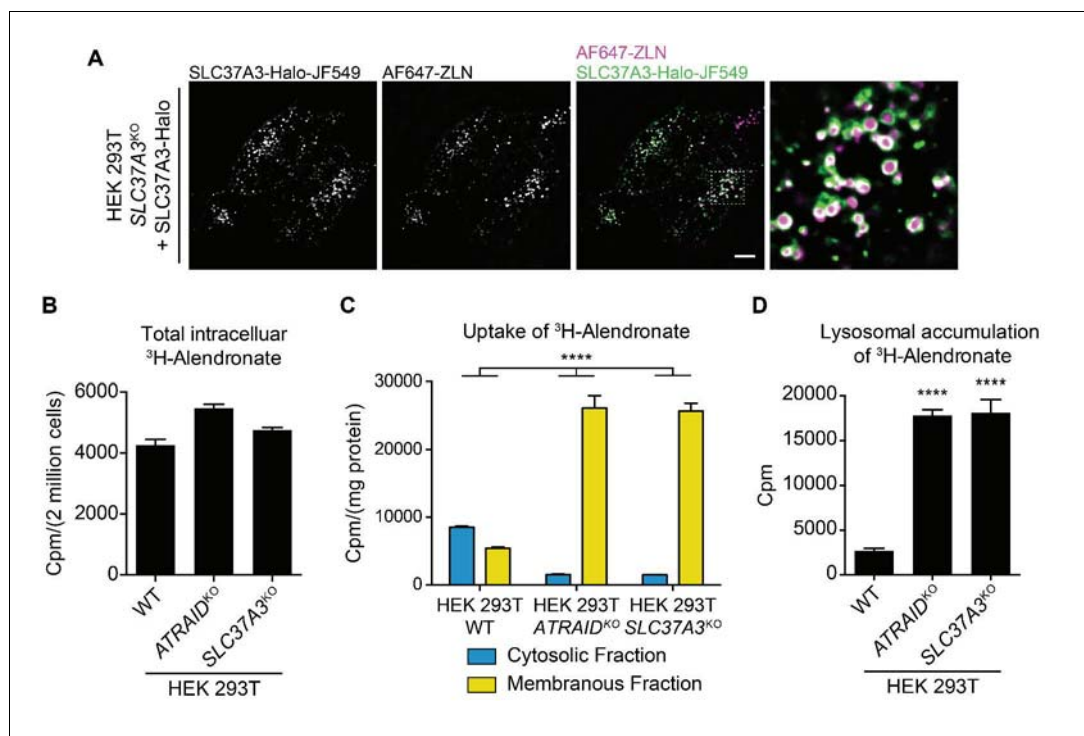 A
SLC37A3-Halo-JF549
AF647-ZLN
AF647-ZLN
SLC37A3-Halo-JF549
HEK 293T
SLC37A3ᴷᴼ
+ SLC37A3-Halo
B
Total intracelluar
³H-Alendronate
Cpm/(2 million cells)
6000
4000
2000
0
WT
ATRAIDᴷᴼ
SLC37A3ᴷᴼ
HEK 293T
C
Uptake of ³H-Alendronate
****
Cpm/(mg protein)
30000
20000
10000
0
HEK 293T
WT
HEK 293T
ATRAIDᴷᴼ
HEK 293T
SLC37A3ᴷᴼ
Cytosolic Fraction
Membranous Fraction
D
Lysosomal accumulation
of ³H-Alendronate
Cpm
20000
15000
10000
5000
0
****
****
WT
ATRAIDᴷᴼ
SLC37A3ᴷᴼ
HEK 293T